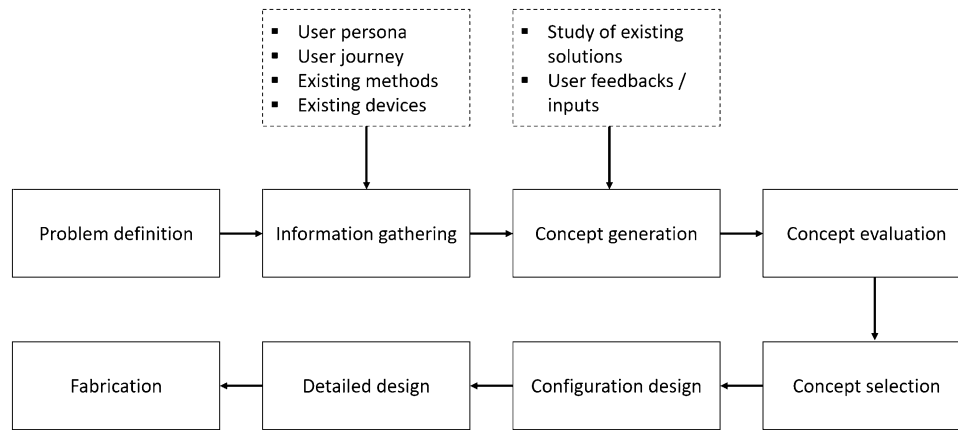 ▪ User persona
▪ User journey
▪ Existing methods
▪ Existing devices
▪ Study of existing
solutions
▪ User feedbacks /
inputs
Problem definition
Information gathering
Concept generation
Concept evaluation
Fabrication
Detailed design
Configuration design
Concept selection